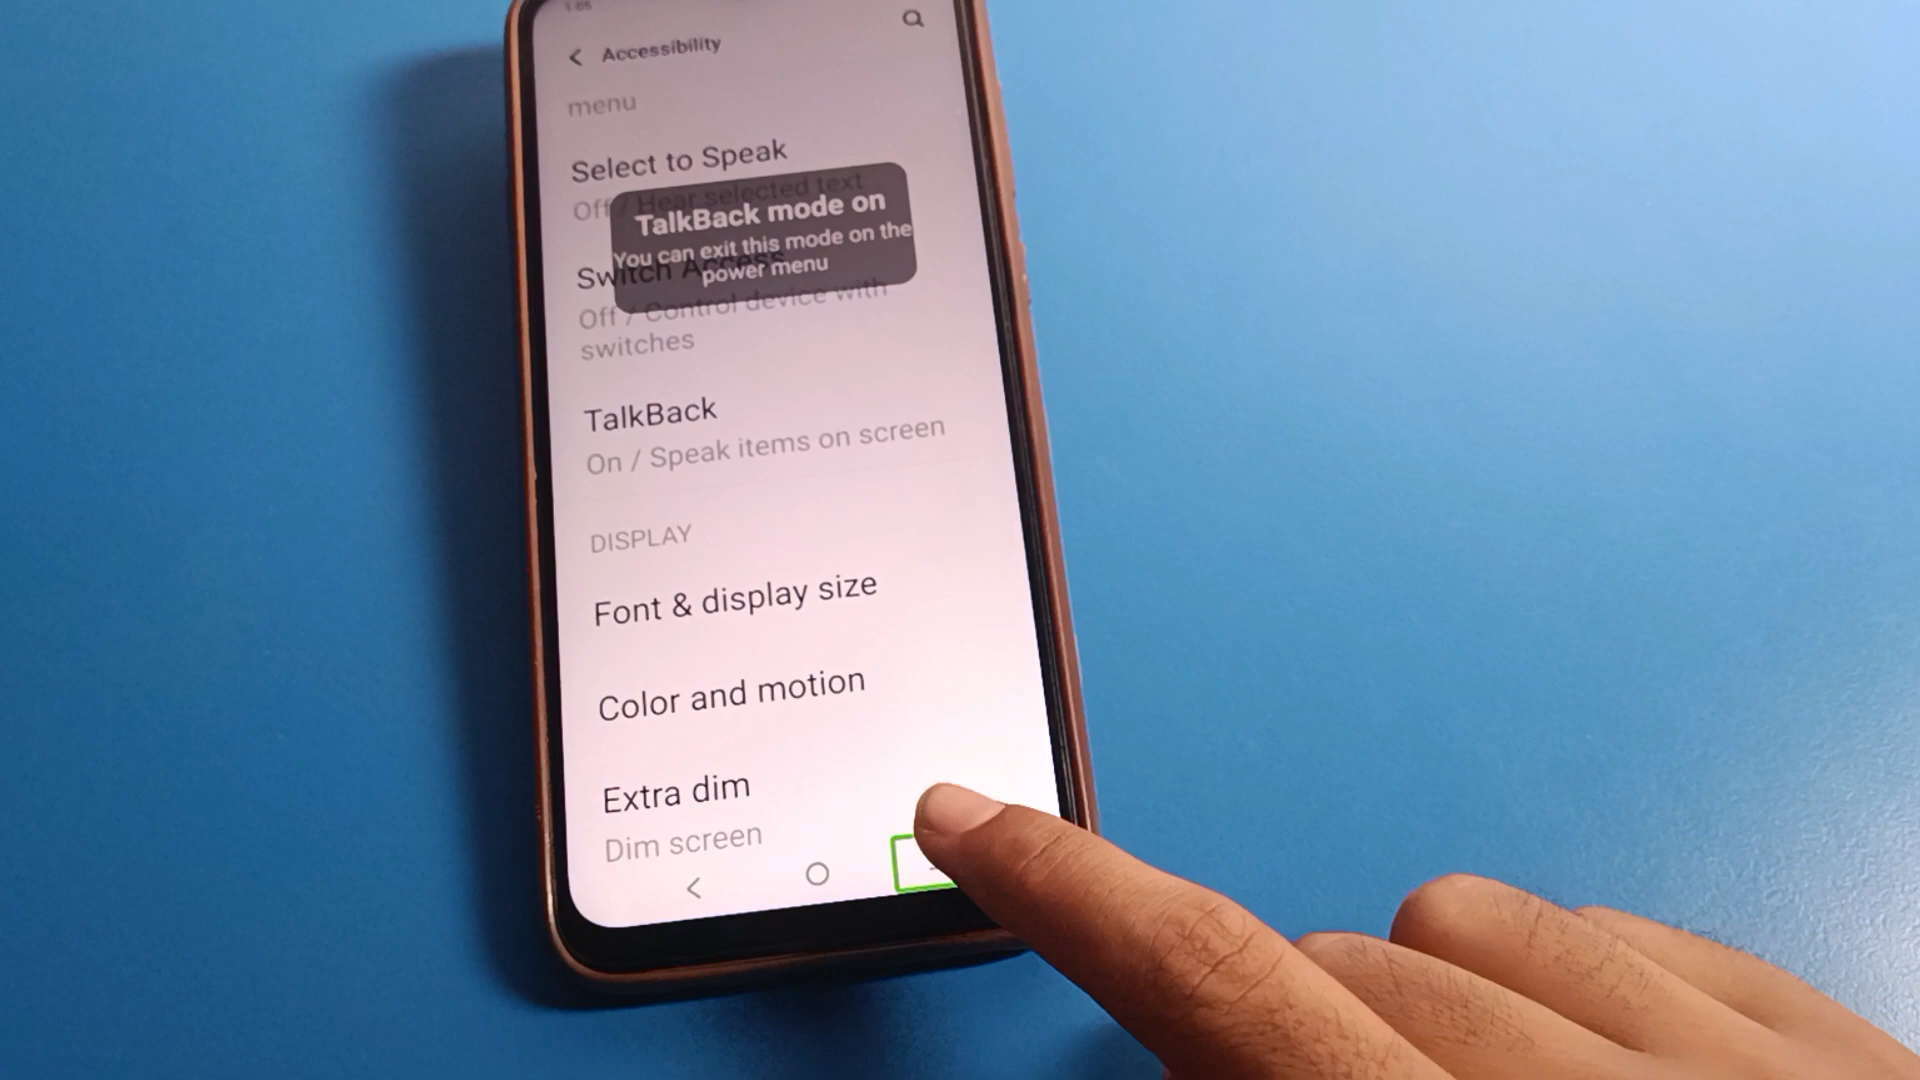 1:05
Accessibility
menu
Select to Speak
Off / Hear selected text
TalkBack mode on
You can exit this mode on the
power menu
Switch Access
Off / Control device with
switches
TalkBack
On / Speak items on screen
DISPLAY
Font & display size
Color and motion
Extra dim
Dim screen